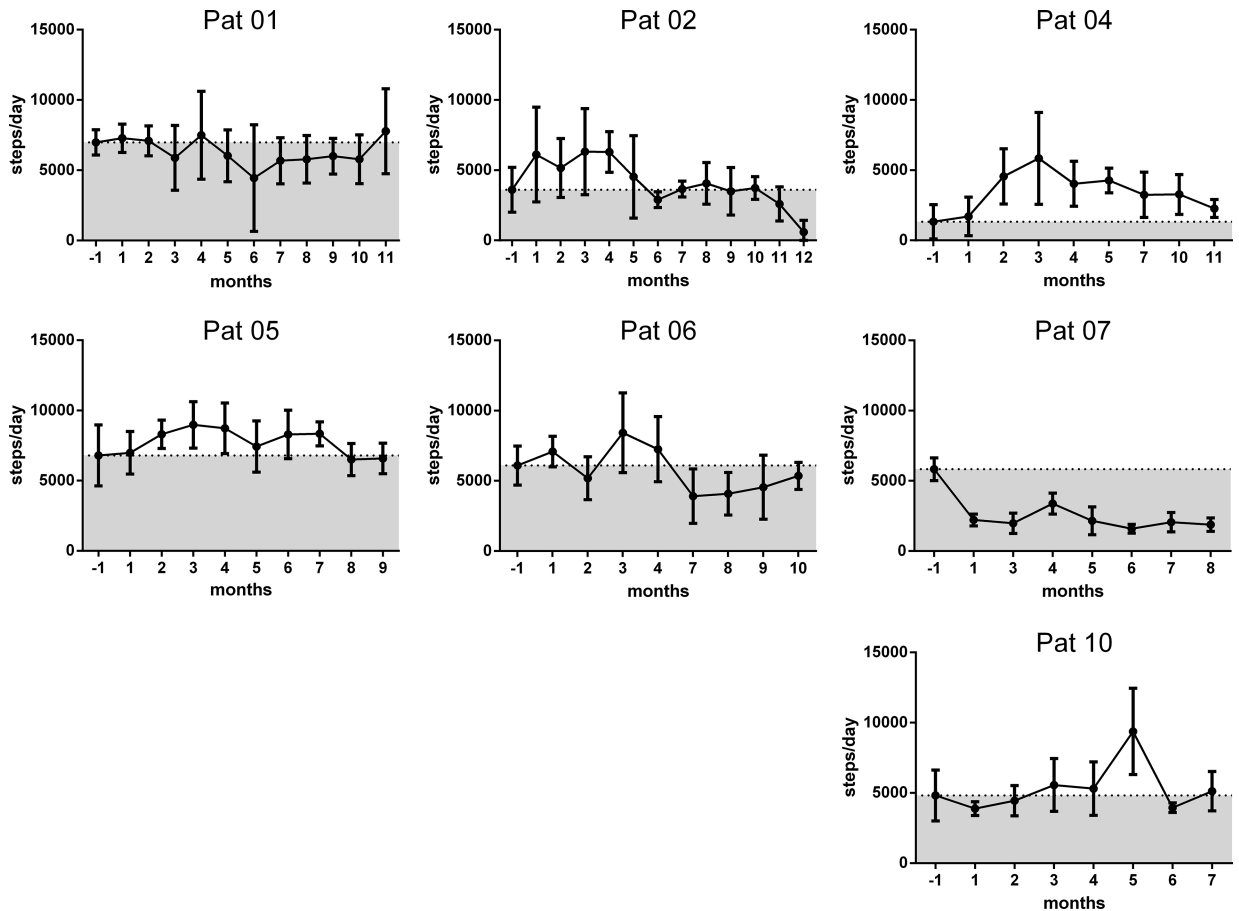 Pat 01
15000
10000
5000
0
steps/day
-1 1 2 3 4 5 6 7 8 9 10 11
months
Pat 02
15000
10000
5000
0
steps/day
-1 1 2 3 4 5 6 7 8 9 10 11 12
months
Pat 04
15000
10000
5000
0
steps/day
-1 1 2 3 4 5 7 10 11
months
Pat 05
15000
10000
5000
0
steps/day
-1 1 2 3 4 5 6 7 8 9
months
Pat 06
15000
10000
5000
0
steps/day
-1 1 2 3 4 7 8 9 10
months
Pat 07
15000
10000
5000
0
steps/day
-1 1 3 4 5 6 7 8
months
Pat 10
15000
10000
5000
0
steps/day
-1 1 2 3 4 5 6 7
months